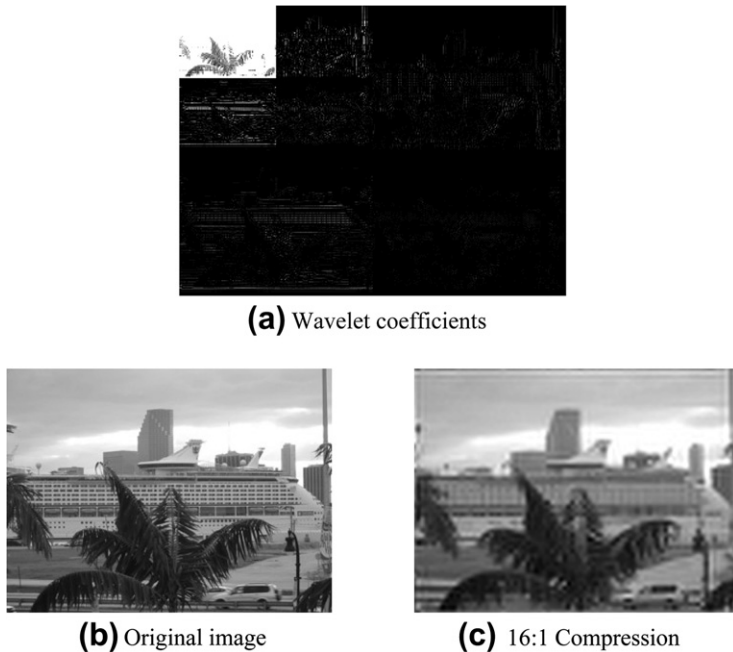 (a) Wavelet coefficients
(b) Original image
(c) 16:1 Compression